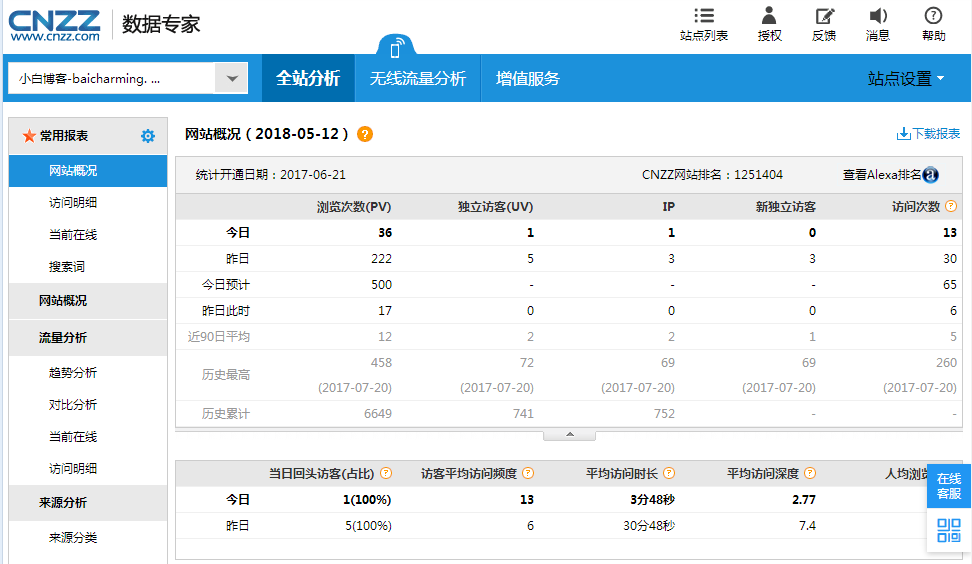 CNZZ 数据专家
www.cnzz.com
站点列表 授权 反馈 消息 帮助
小白博客-baicharming. ... 全站分析 无线流量分析 增值服务 站点设置
常用报表
网站概况
访问明细
当前在线
搜索词
网站概况
流量分析
趋势分析
对比分析
当前在线
访问明细
来源分析
来源分类
网站概况 ( 2018-05-12 ) ? 下载报表
统计开通日期：2017-06-21 CNZZ网站排名：1251404 查看Alexa排名 a
浏览次数(PV) 独立访客(UV) IP 新独立访客 访问次数 ?
今日 36 1 1 0 13
昨日 222 5 3 3 30
今日预计 500 - - - 65
昨日此时 17 0 0 0 6
近90日平均 12 2 2 1 5
历史最高 458 72 69 69 260
(2017-07-20) (2017-07-20) (2017-07-20) (2017-07-20) (2017-07-20)
历史累计 6649 741 752 - -
当日回头访客(占比) ? 访客平均访问频度 ? 平均访问时长 ? 平均访问深度 ? 人均浏
今日 1(100%) 13 3分48秒 2.77
昨日 5(100%) 6 30分48秒 7.4
在线
客服